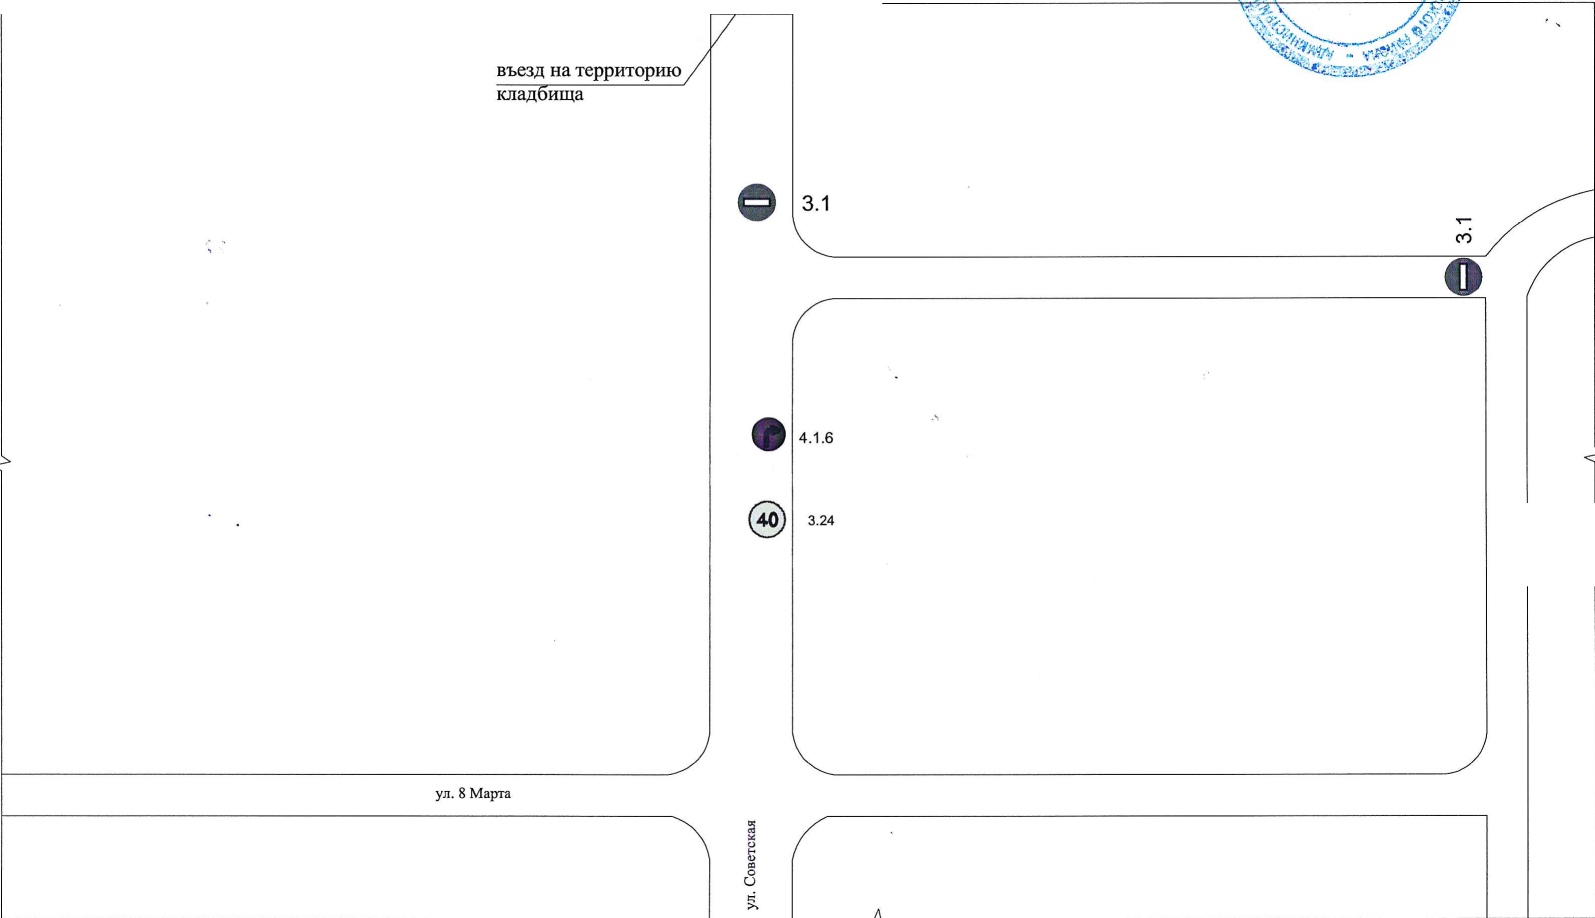 въезд на территорию
кладбища
3.1
3.1
4.1.6
40
3.24
ул. 8 Марта
ул. Советская